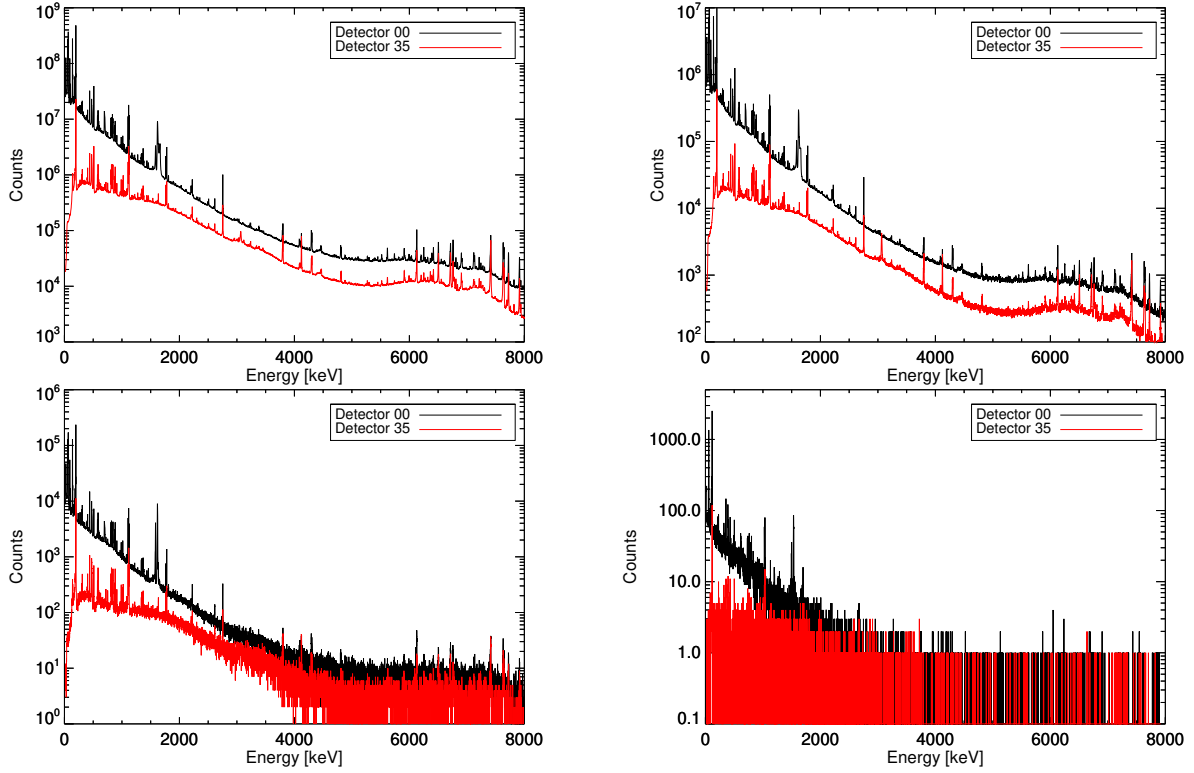 10^9
10^8
10^7
10^6
10^5
10^4
10^3
Counts
Detector 00
Detector 35
0 2000 4000 6000 8000
Energy [keV]
10^7
10^6
10^5
10^4
10^3
10^2
Counts
Detector 00
Detector 35
0 2000 4000 6000 8000
Energy [keV]
10^6
10^5
10^4
10^3
10^2
10^1
10^0
Counts
Detector 00
Detector 35
0 2000 4000 6000 8000
Energy [keV]
1000.0
100.0
10.0
1.0
0.1
Counts
Detector 00
Detector 35
0 2000 4000 6000 8000
Energy [keV]